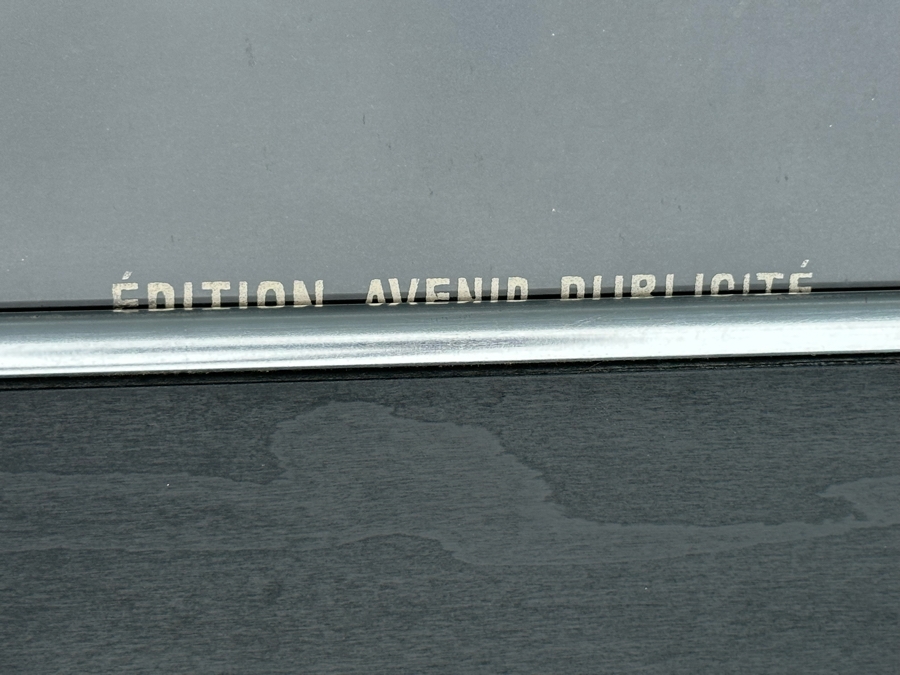 ÉDITION AVENIR PUBLICITÉ